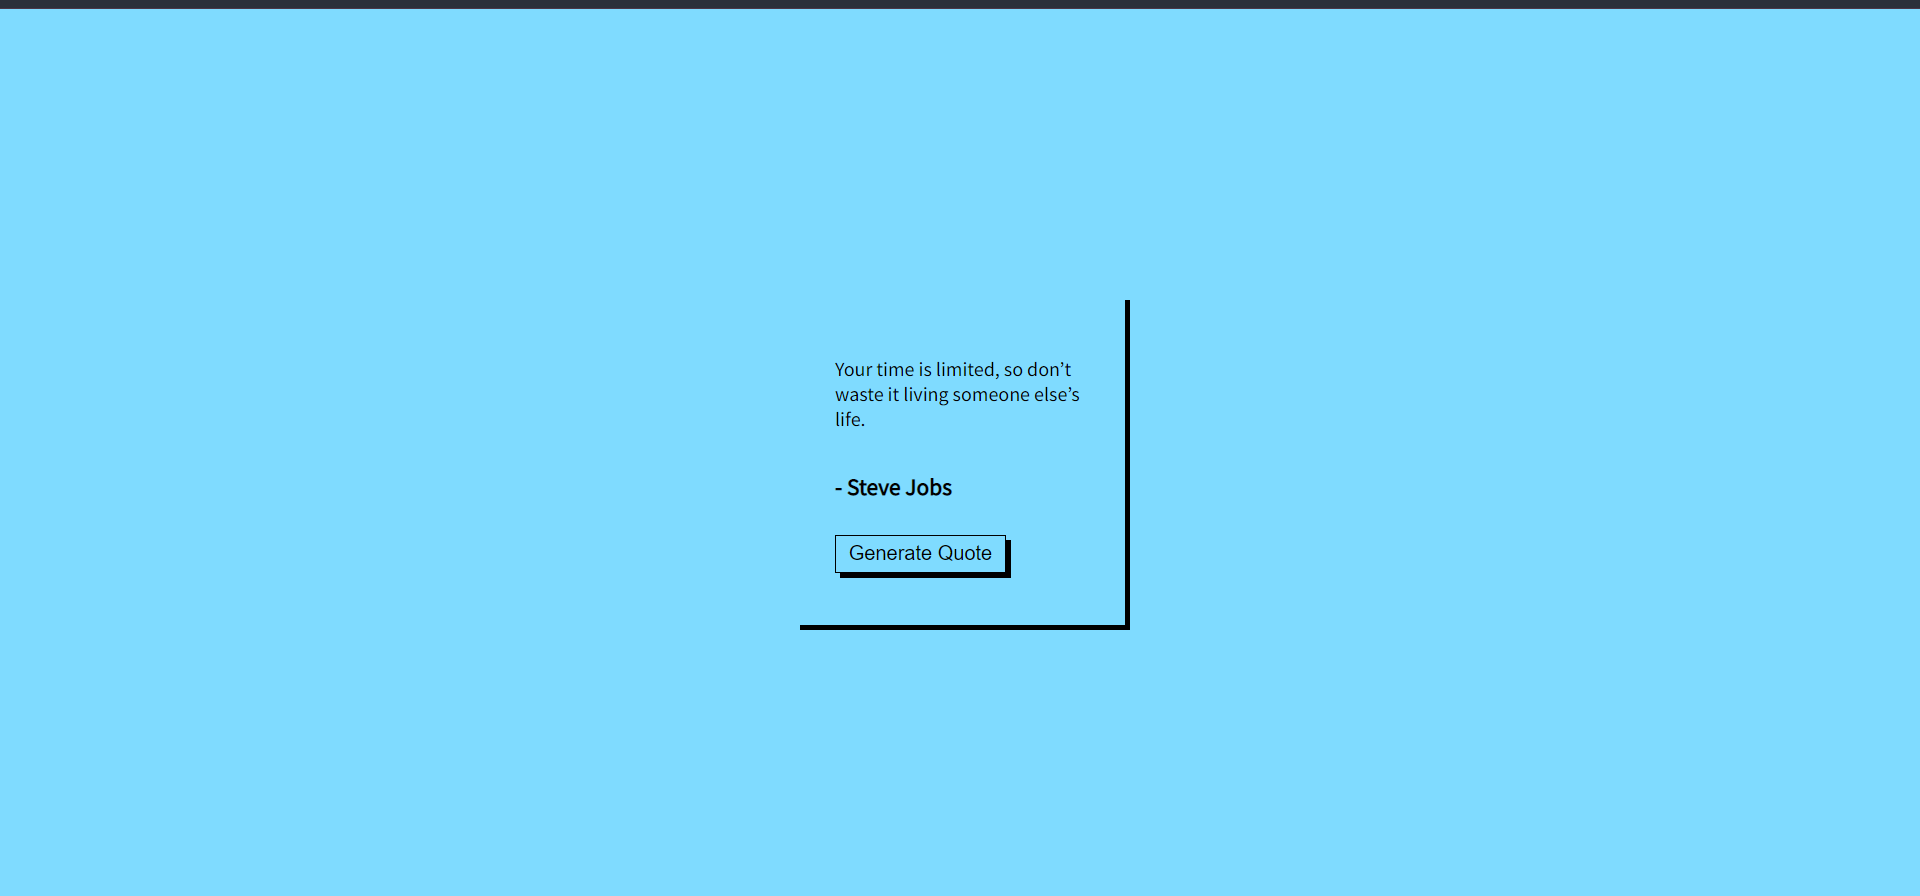 Your time is limited, so don’t
waste it living someone else’s
life.
- Steve Jobs
Generate Quote